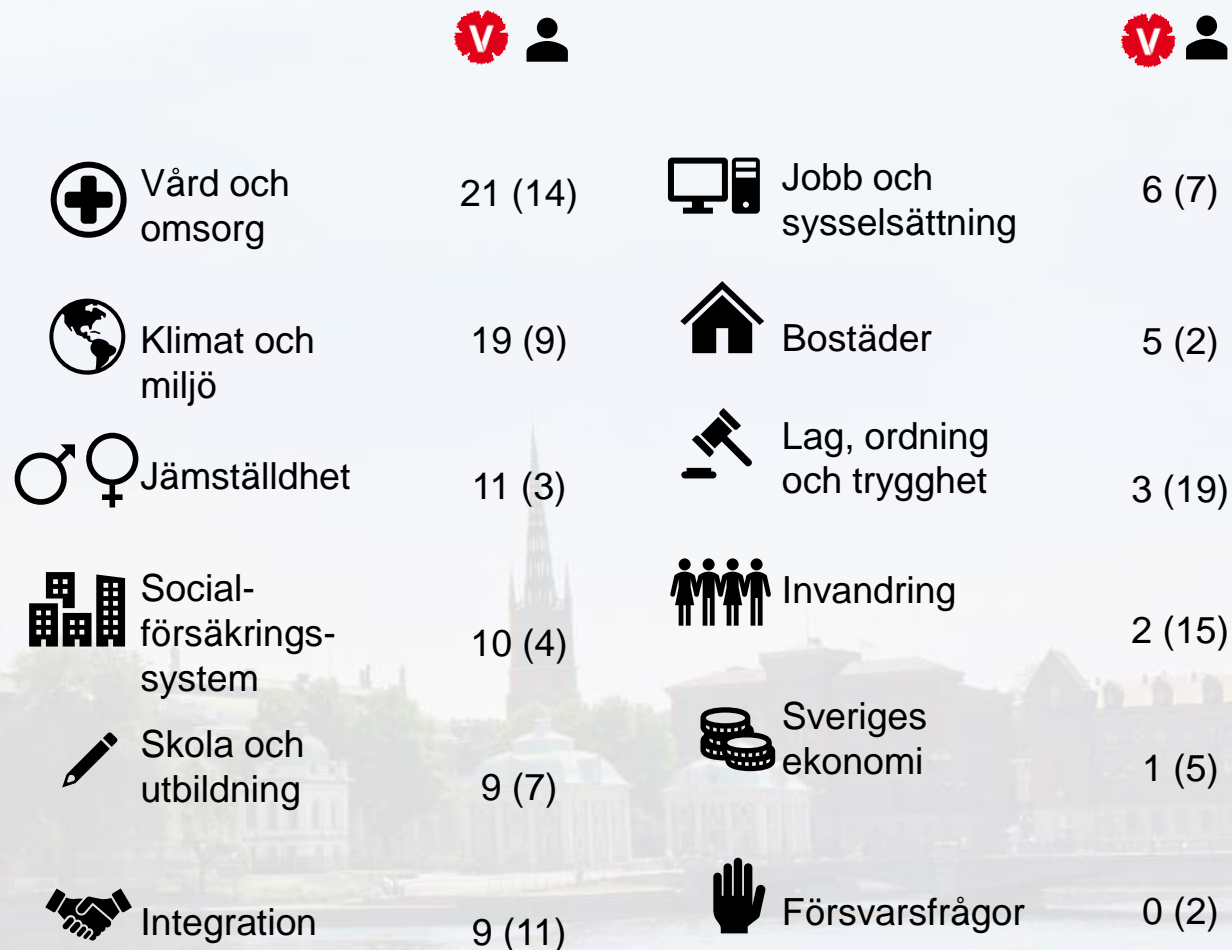 V
V
Vård och
omsorg
21 (14)
Klimat och
miljö
19 (9)
Jämställdhet
11 (3)
Social-
försäkrings-
system
10 (4)
Skola och
utbildning
9 (7)
Integration
9 (11)
Jobb och
sysselsättning
6 (7)
Bostäder
5 (2)
Lag, ordning
och trygghet
3 (19)
Invandring
2 (15)
Sveriges
ekonomi
1 (5)
Försvarsfrågor
0 (2)